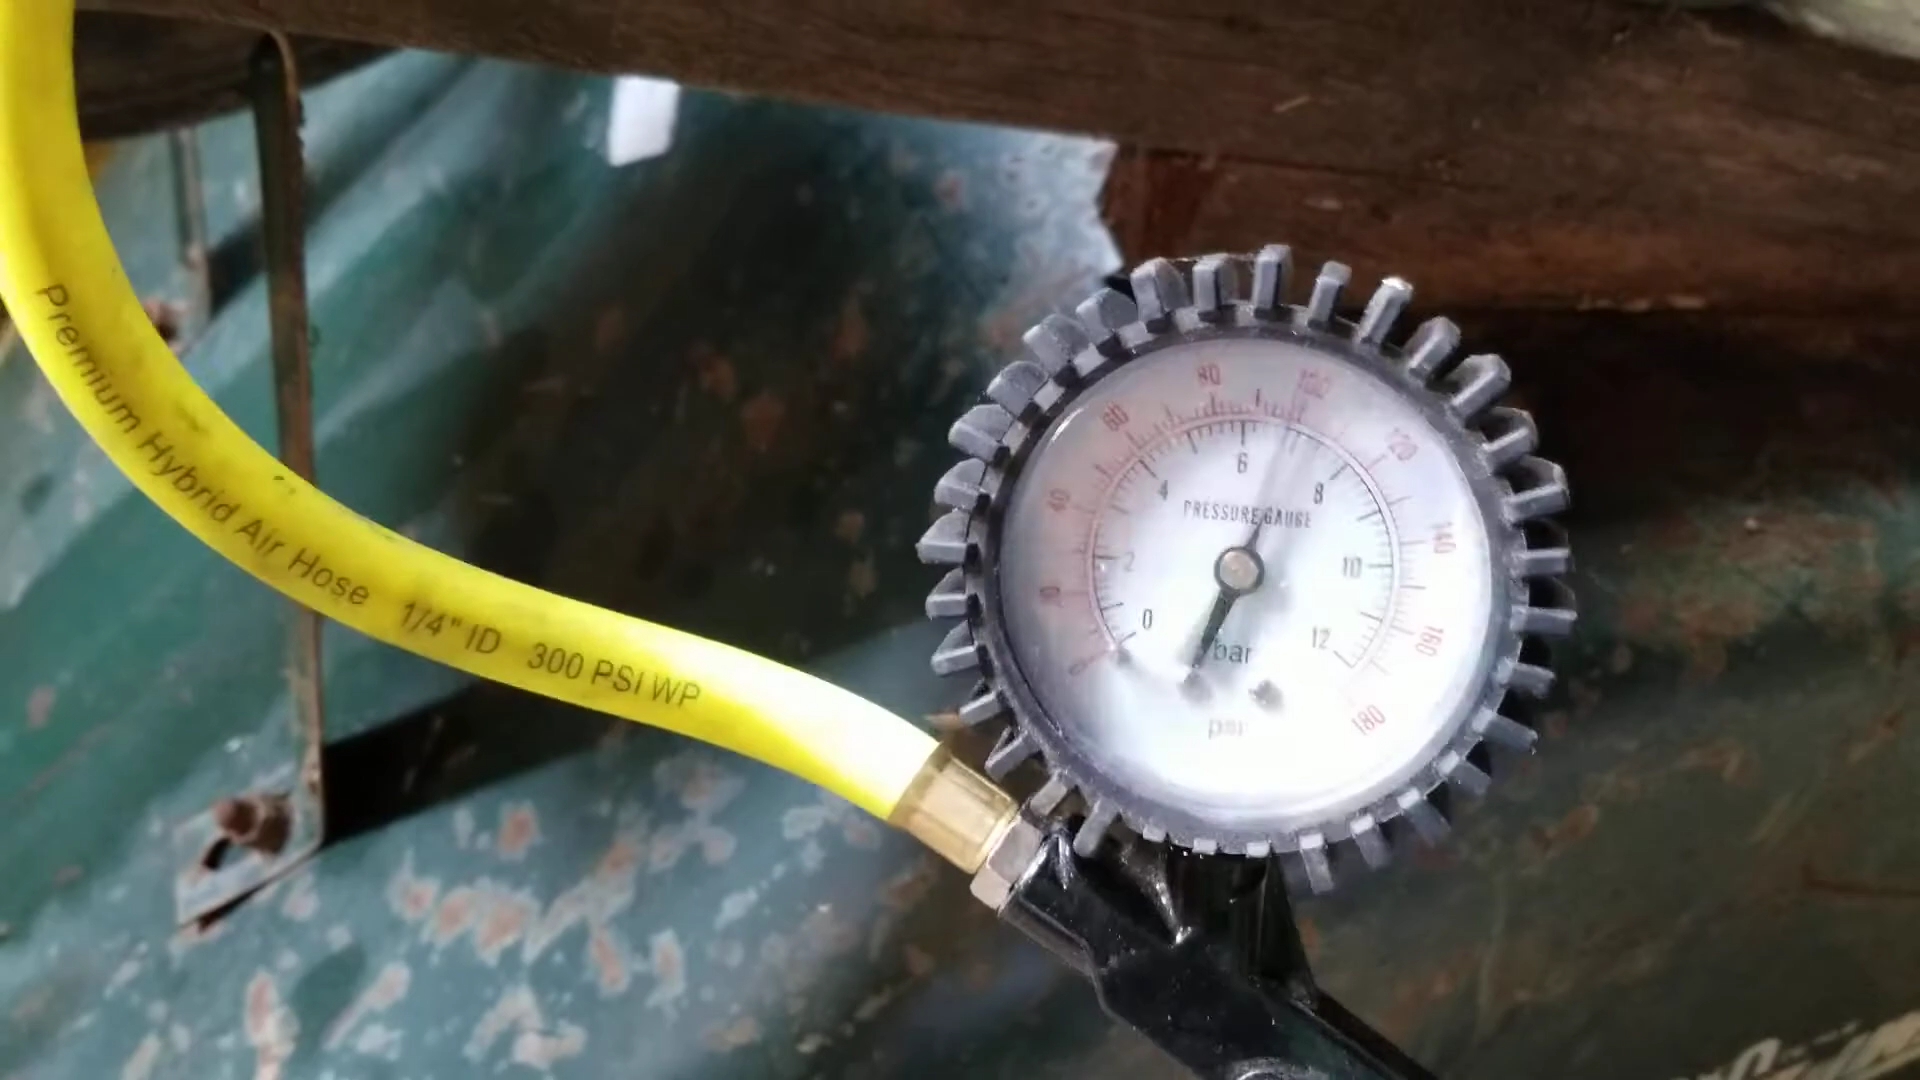 Premium Hybrid Air Hose 1/4" ID 300 PSI WP
80 100
60 120
6
4 8
40 140
PRESSURE GAUGE
2 10
0 12
bar
160
psi
180